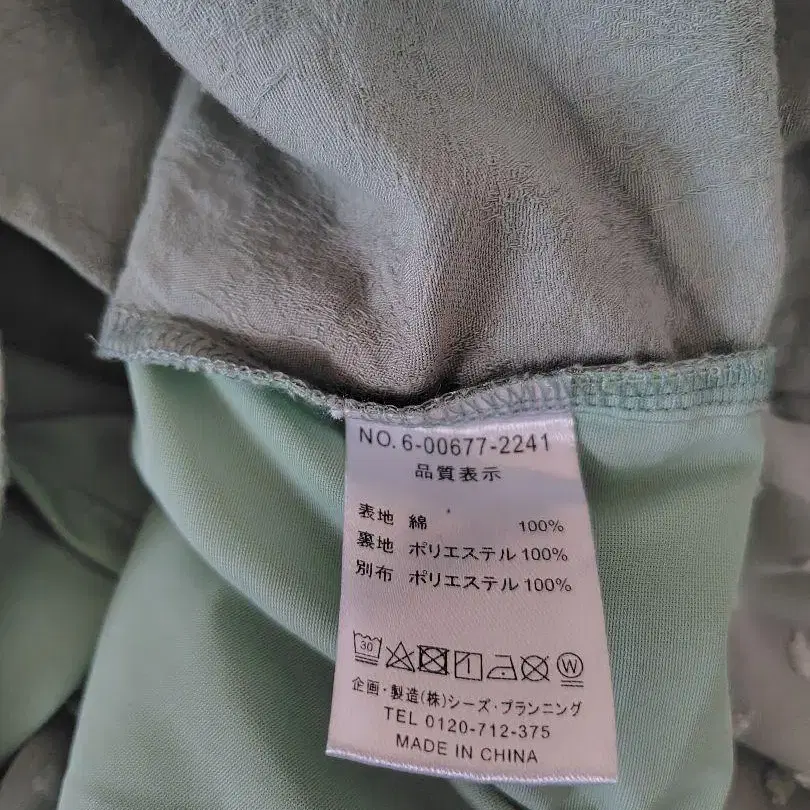 NO. 6-00677-2241
品質表示
表地 綿 100%
裏地 ポリエステル 100%
別布 ポリエステル 100%
30 W
企画・製造(株)シーズ・プランニング
TEL 0120-712-375
MADE IN CHINA